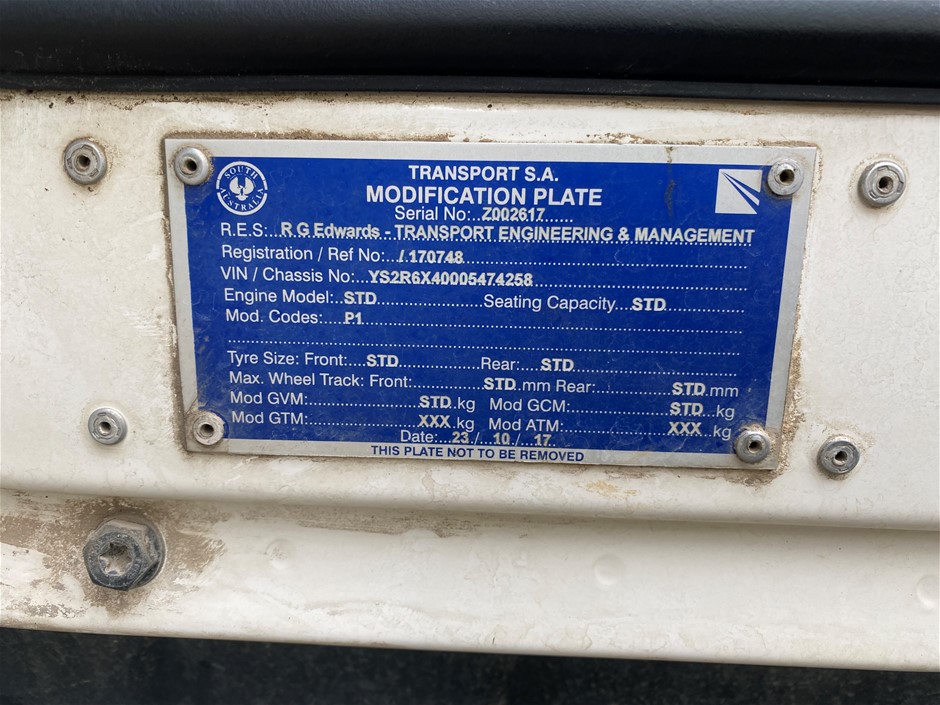 TRANSPORT S.A.
SOUTH AUSTRALIA
MODIFICATION PLATE
Serial No:..Z002617......
R.E.S:...R G Edwards - TRANSPORT ENGINEERING & MANAGEMENT
Registration / Ref No:../.170748
VIN / Chassis No:...YS2R6X40005474258
Engine Model:..STD Seating Capacity...STD
Mod. Codes:.....P1
Tyre Size: Front:...STD Rear:...STD
Max. Wheel Track: Front: STD.mm Rear: STD.mm
Mod GVM: STD.kg Mod GCM: STD...kg
Mod GTM: XXX.kg Mod ATM: XXX...kg
Date:...23./..10../..17..
THIS PLATE NOT TO BE REMOVED